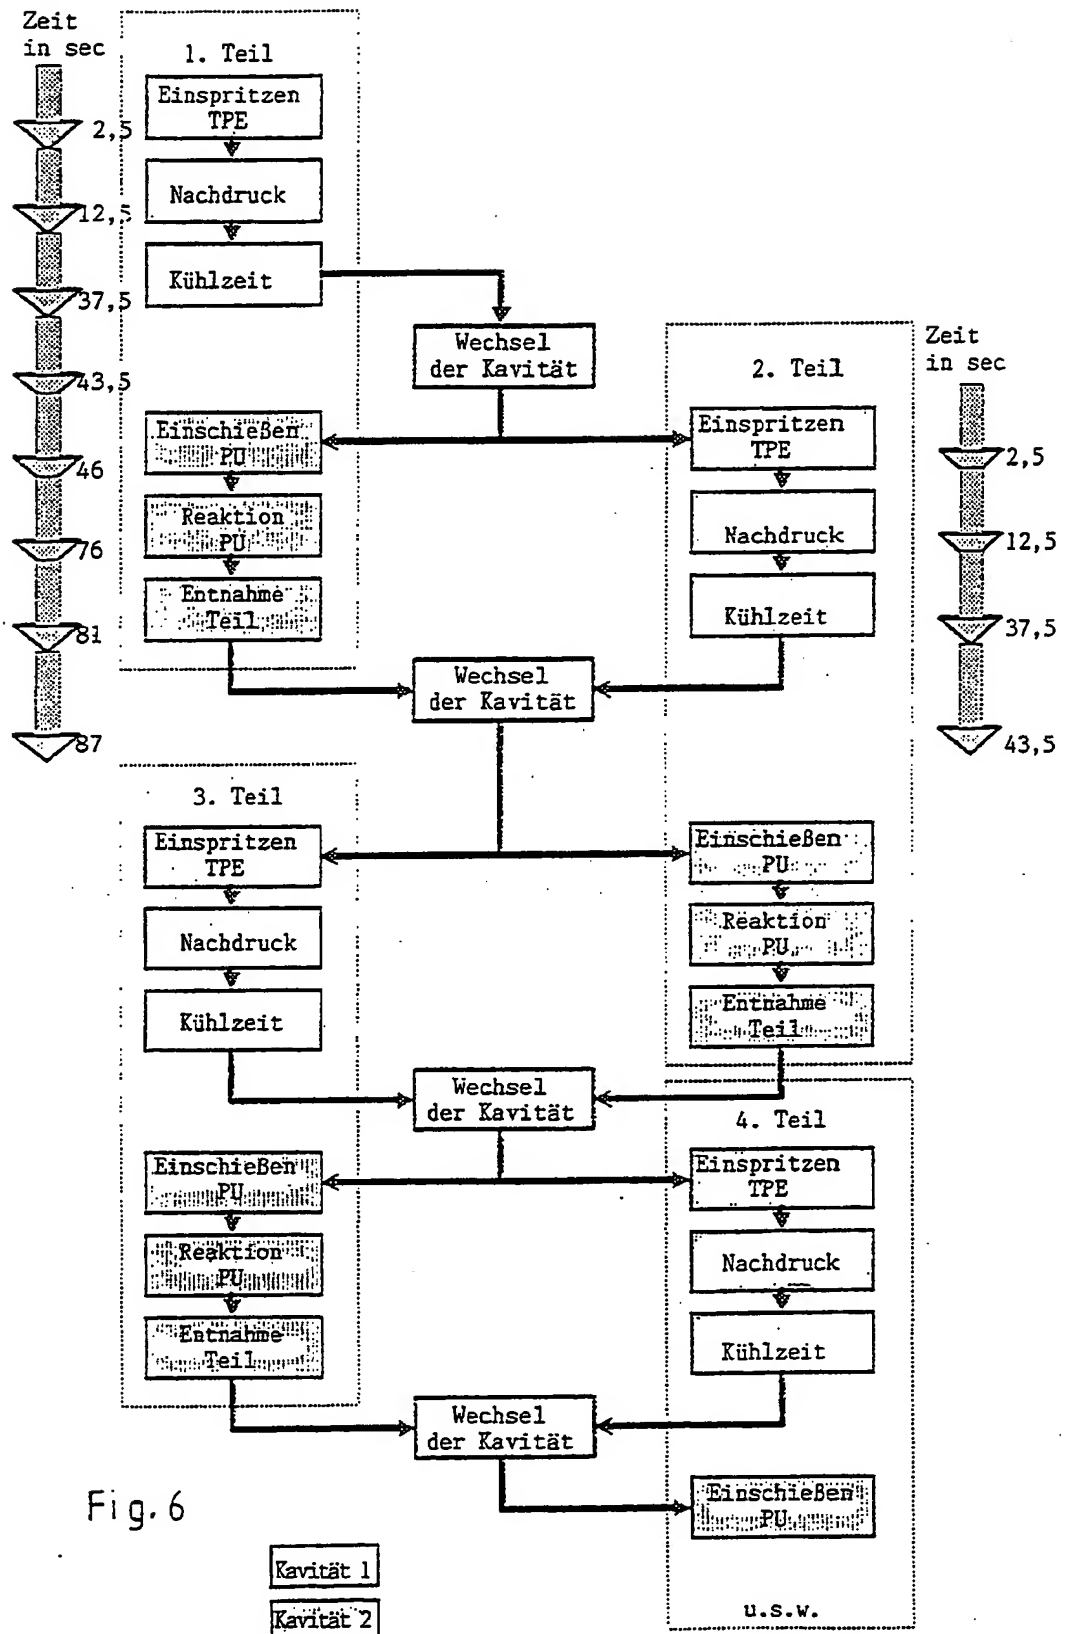 Zeit
in sec
1. Teil
Einspritzen
TPE
2,5
Nachdruck
12,5
Kühlzeit
37,5
Wechsel
der Kavität
43,5
Einschießen
PU
46
Reaktion
PU
76
Entnahme
Teil
81
87
Zeit
in sec
2. Teil
Einspritzen
TPE
2,5
Nachdruck
12,5
Kühlzeit
37,5
43,5
Wechsel
der Kavität
3. Teil
Einspritzen
TPE
Nachdruck
Kühlzeit
Einschießen
PU
Reaktion
PU
Entnahme
Teil
Wechsel
der Kavität
4. Teil
Einschießen
PU
Reaktion
PU
Entnahme
Teil
Einspritzen
TPE
Nachdruck
Kühlzeit
Wechsel
der Kavität
Einschießen
PU
u.s.w.
Fig. 6
Kavität 1
Kavität 2